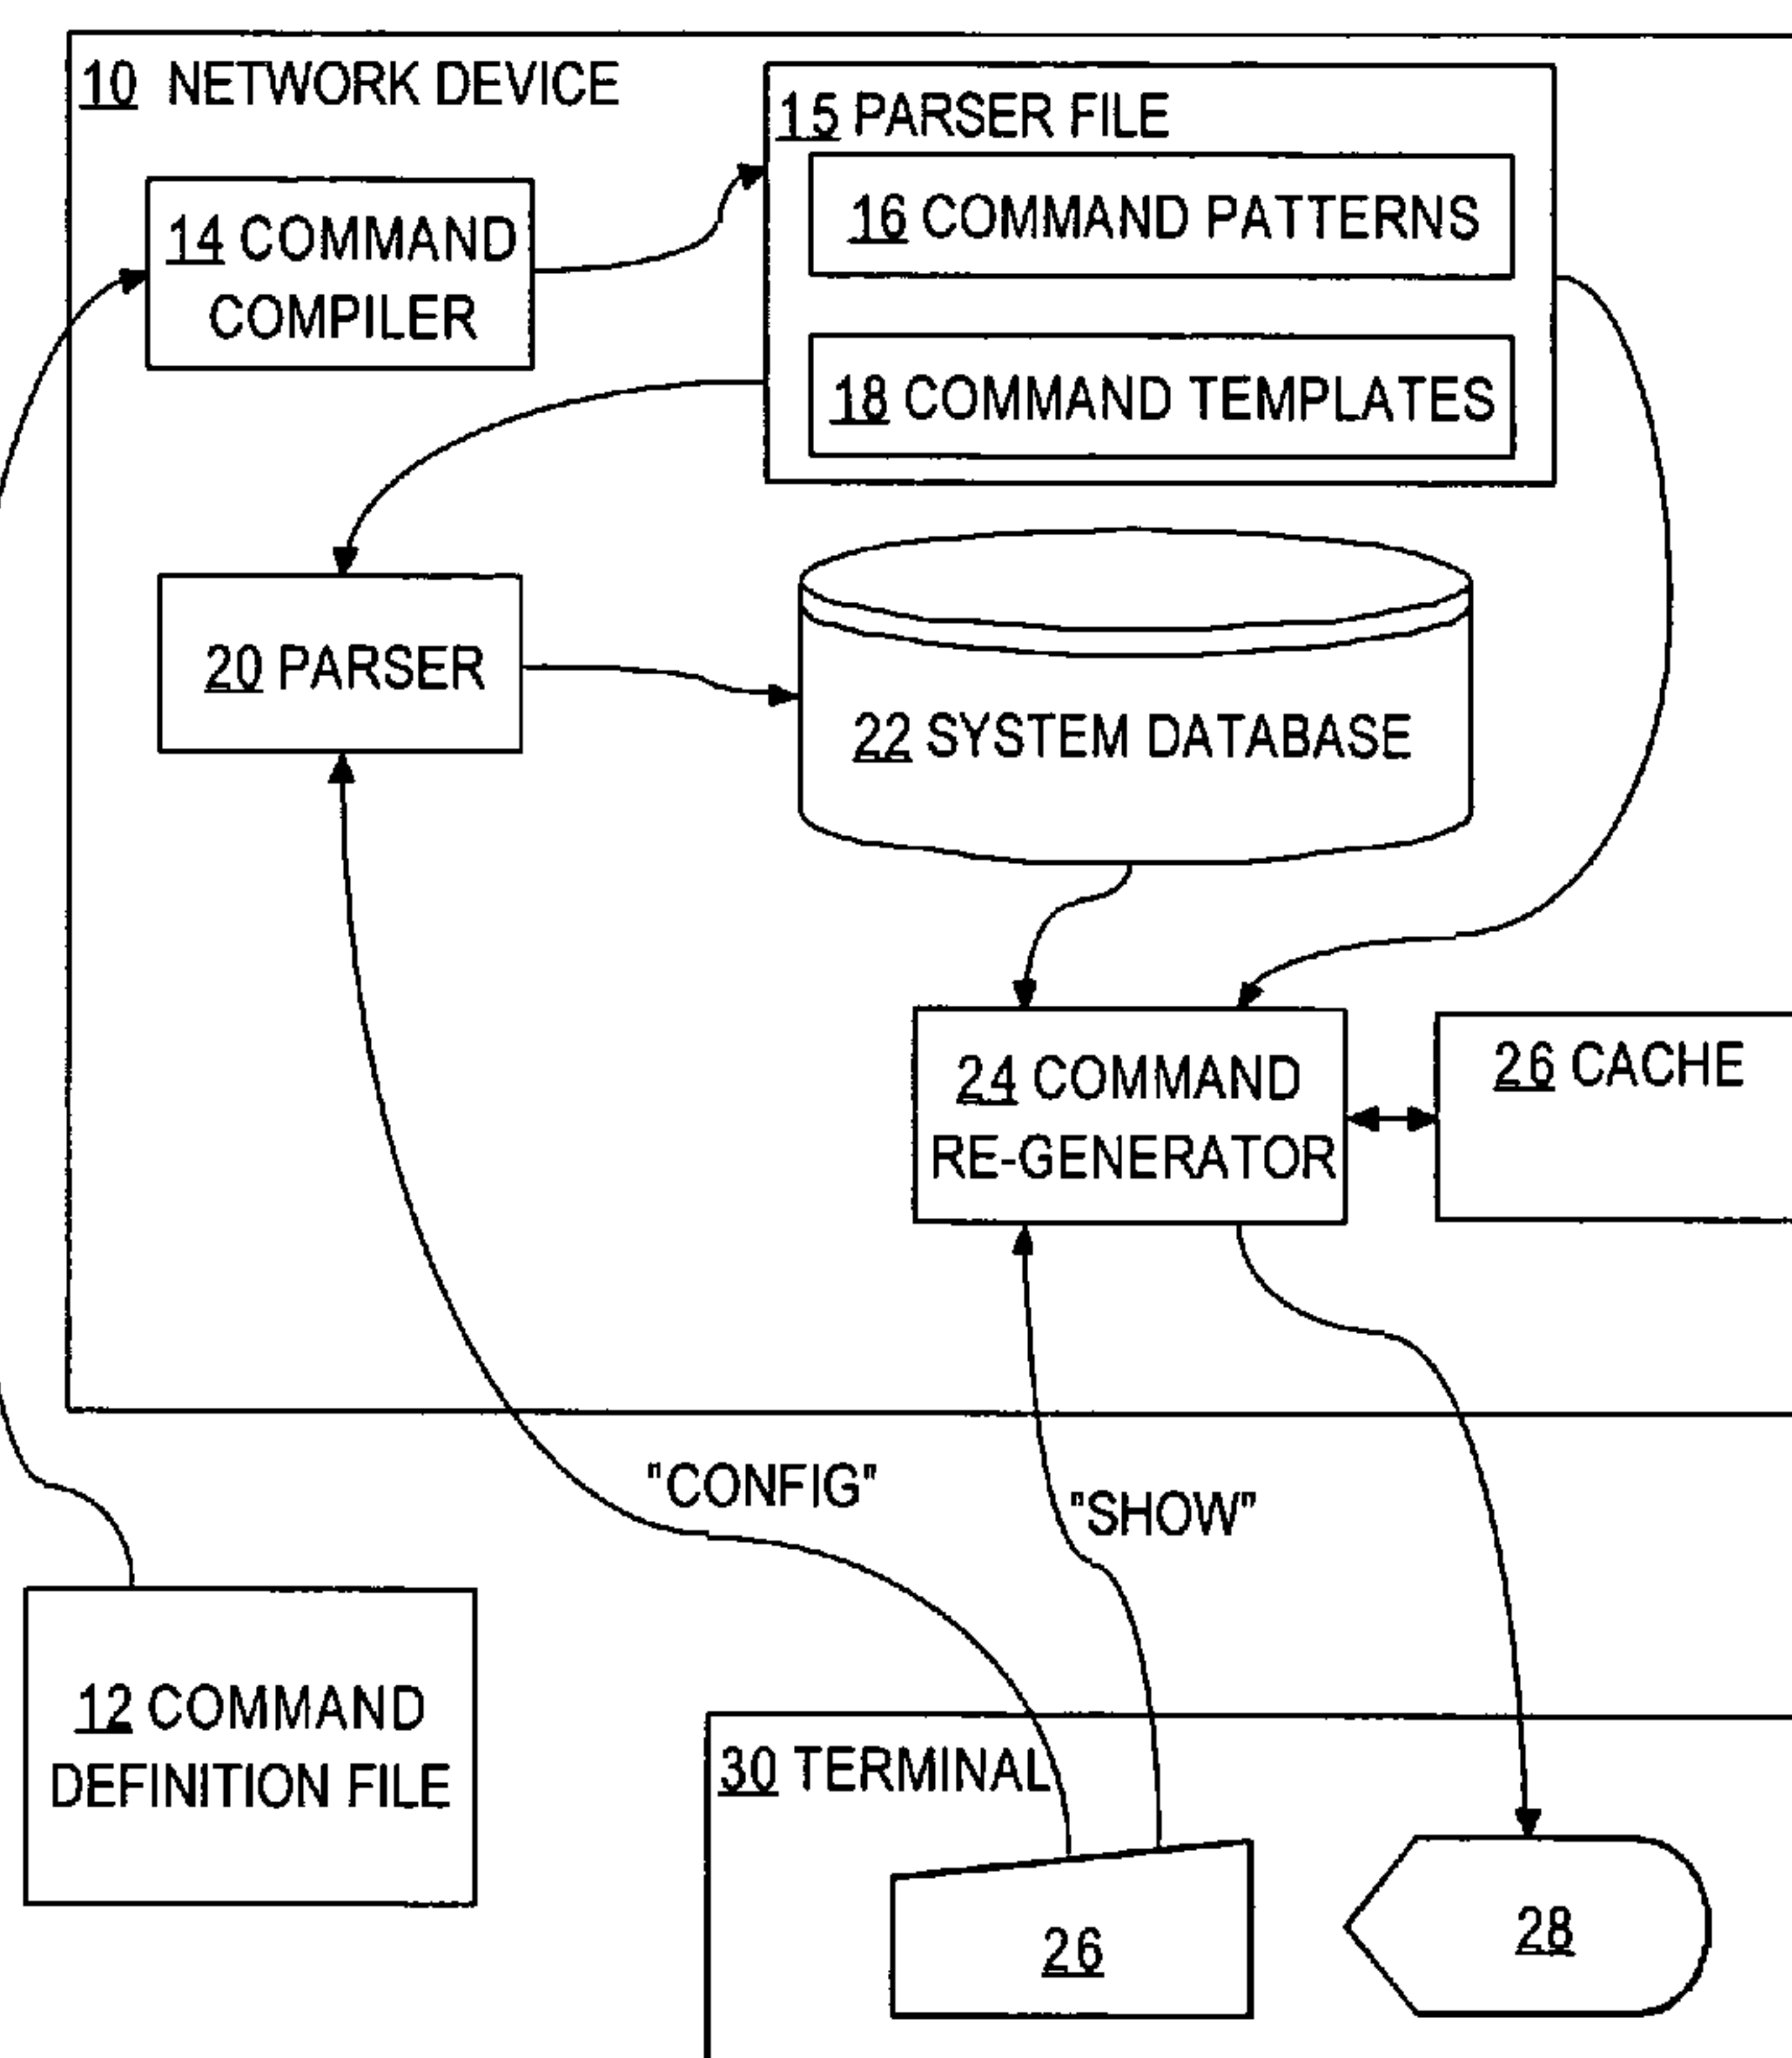 10 NETWORK DEVICE
15 PARSER FILE
16 COMMAND PATTERNS
14 COMMAND
COMPILER
18 COMMAND TEMPLATES
20 PARSER
22 SYSTEM DATABASE
24 COMMAND
RE-GENERATOR
26 CACHE
"CONFIG"
"SHOW"
12 COMMAND
DEFINITION FILE
30 TERMINAL
26
28